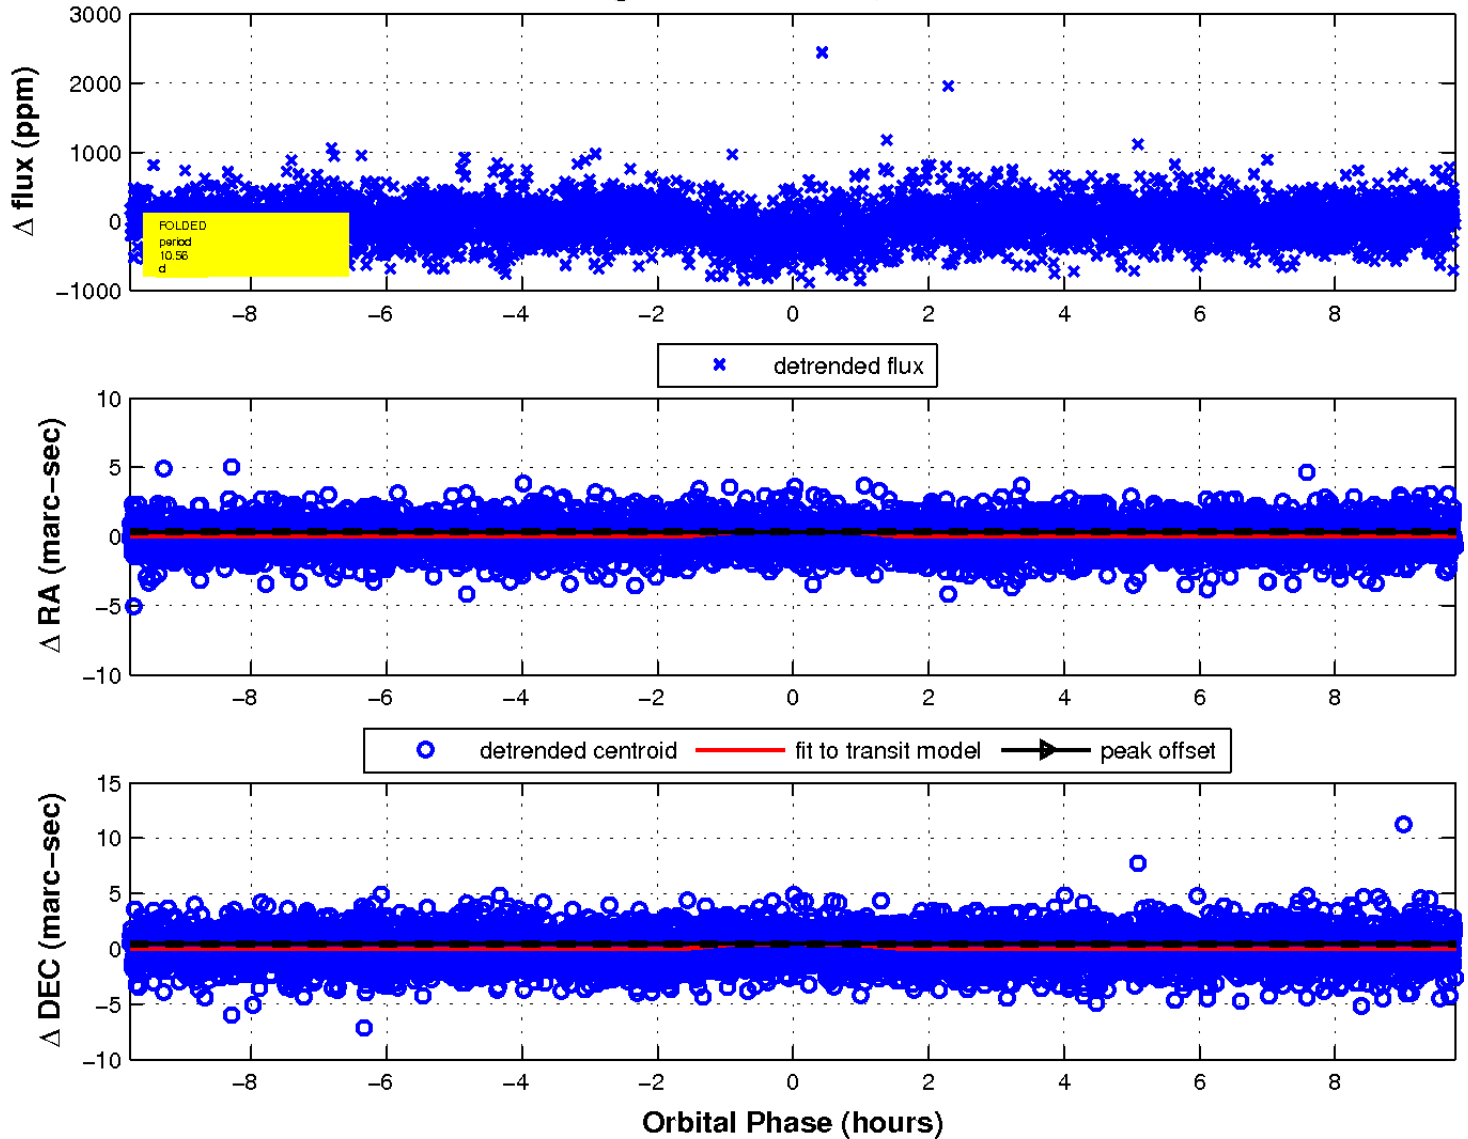 3000
2000
1000
0
−1000
Δ flux (ppm)
FOLDED
period
10.56
d
−8 −6 −4 −2 0 2 4 6 8
detrended flux
10
5
0
−5
−10
Δ RA (marc−sec)
−8 −6 −4 −2 0 2 4 6 8
detrended centroid fit to transit model peak offset
15
10
5
0
−5
−10
Δ DEC (marc−sec)
−8 −6 −4 −2 0 2 4 6 8
Orbital Phase (hours)